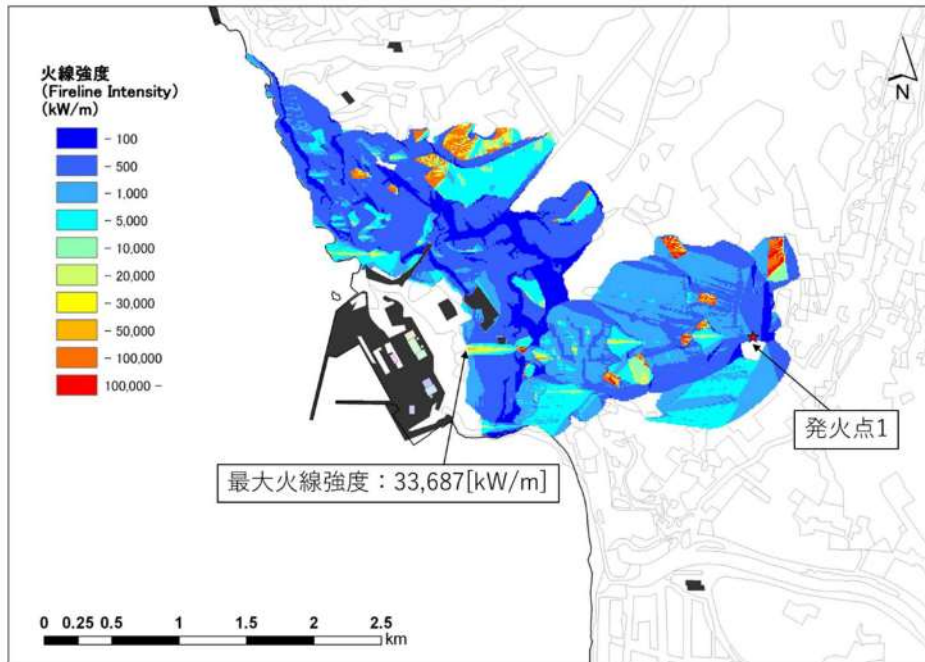 火線強度
(Fireline Intensity)
(kW/m)
- 100
- 500
- 1,000
- 5,000
- 10,000
- 20,000
- 30,000
- 50,000
- 100,000
100,000 -
N
発火点1
最大火線強度：33,687[kW/m]
0 0.25 0.5 1 1.5 2 2.5
km